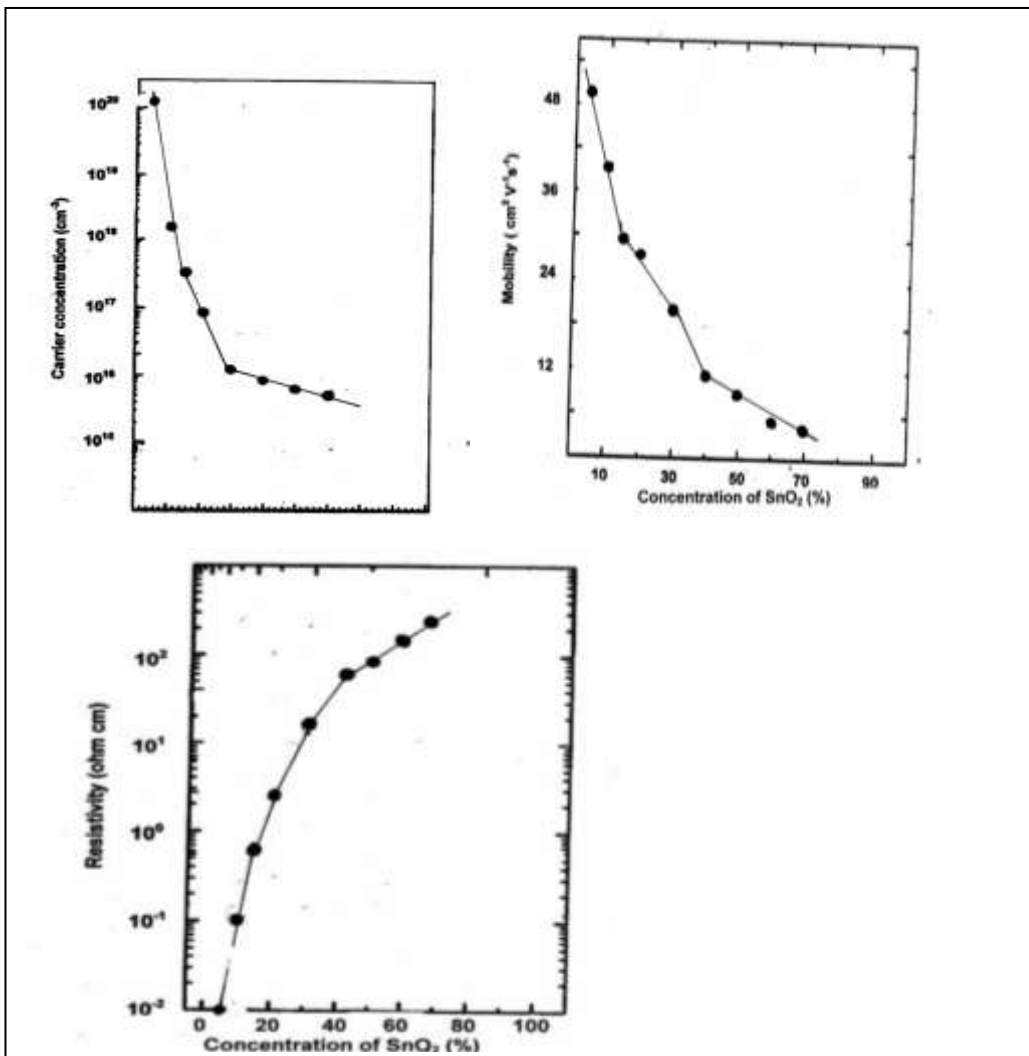 10²⁰
10¹⁹
10¹⁸
10¹⁷
10¹⁶
10¹⁴
Carrier concentration (cm⁻³)
48
36
24
12
Mobility ( cm² V⁻¹s⁻¹)
10 30 50 70 90
Concentration of SnO₂ (%)
10²
10¹
10⁰
10⁻¹
10⁻²
Resistivity (ohm cm)
0 20 40 60 80 100
Concentration of SnO₂ (%)